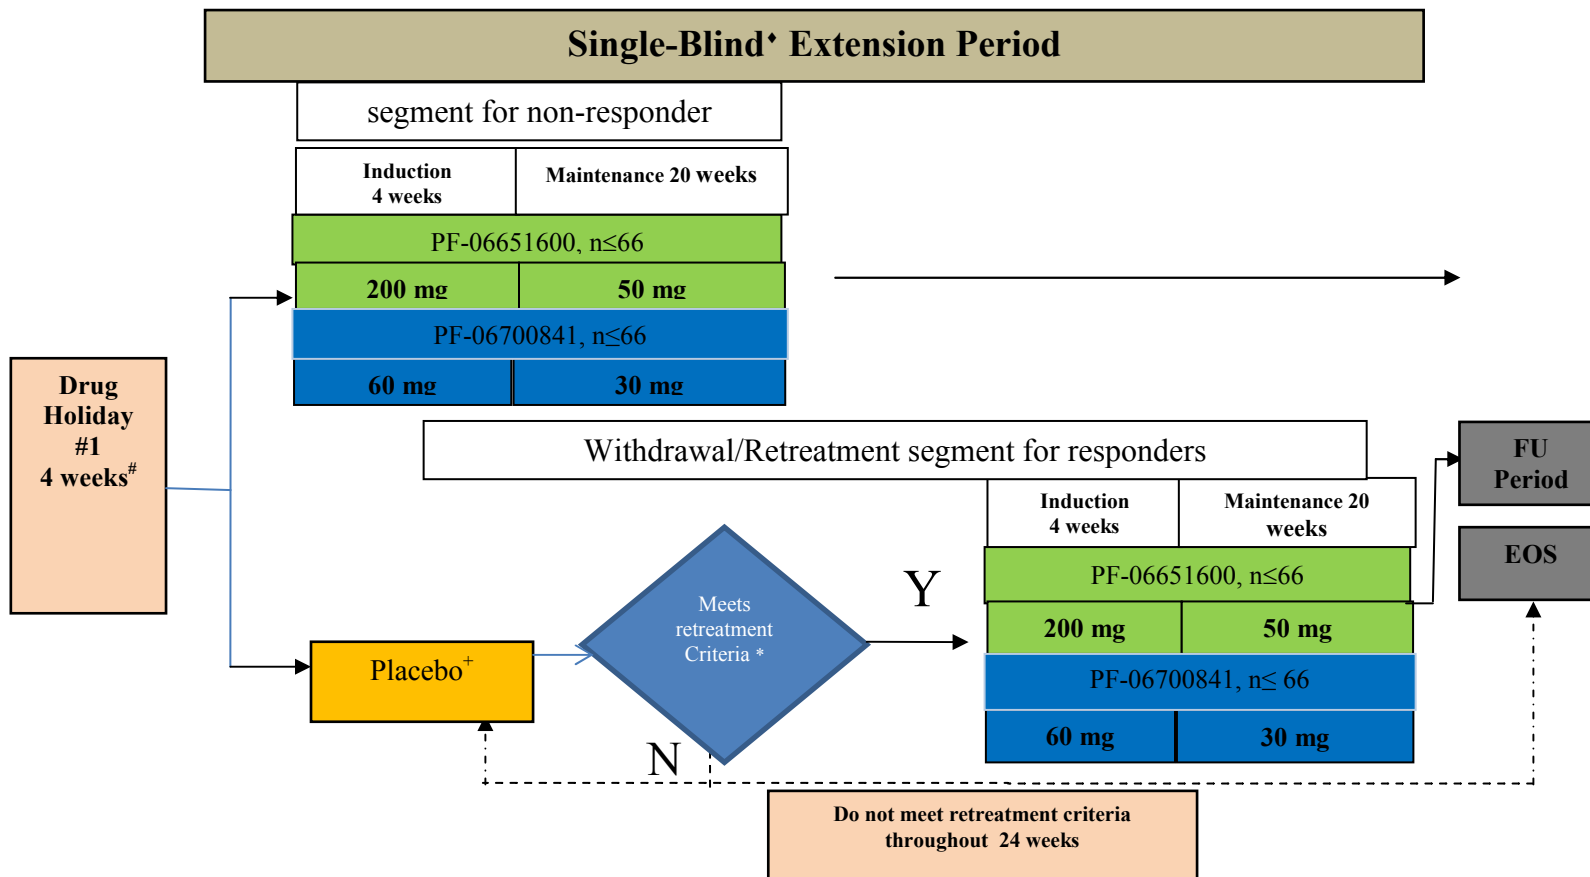 Single-Blind♦ Extension Period
segment for non-responder
Induction
4 weeks
Maintenance 20 weeks
PF-06651600, n≤66
200 mg
50 mg
PF-06700841, n≤66
60 mg
30 mg
Drug
Holiday
#1
4 weeks#
Withdrawal/Retreatment segment for responders
Induction
4 weeks
Maintenance 20
weeks
PF-06651600, n≤66
200 mg
50 mg
PF-06700841, n≤ 66
60 mg
30 mg
FU
Period
EOS
Placebo+
Meets
retreatment
Criteria *
Y
N
Do not meet retreatment criteria
throughout 24 weeks